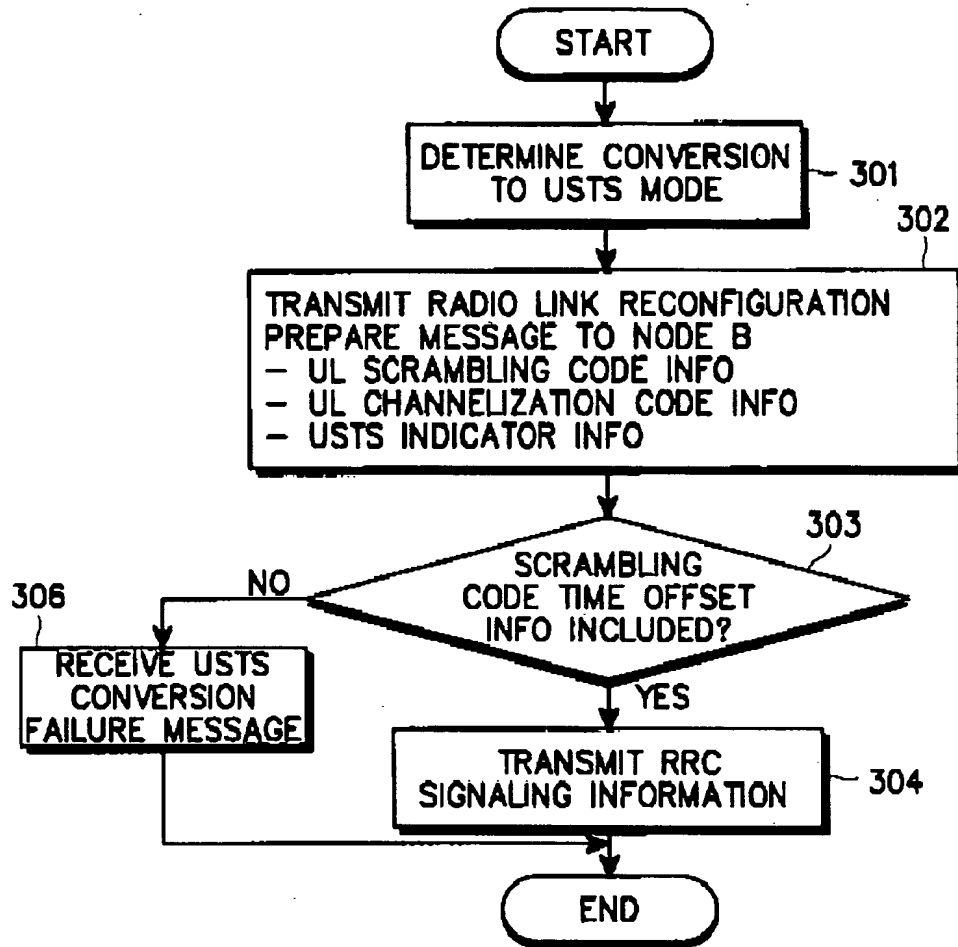 START
DETERMINE CONVERSION
TO USTS MODE
301
302
TRANSMIT RADIO LINK RECONFIGURATION
PREPARE MESSAGE TO NODE B
– UL SCRAMBLING CODE INFO
– UL CHANNELIZATION CODE INFO
– USTS INDICATOR INFO
303
SCRAMBLING
CODE TIME OFFSET
INFO INCLUDED?
NO
306
RECEIVE USTS
CONVERSION
FAILURE MESSAGE
YES
TRANSMIT RRC
SIGNALING INFORMATION
304
END